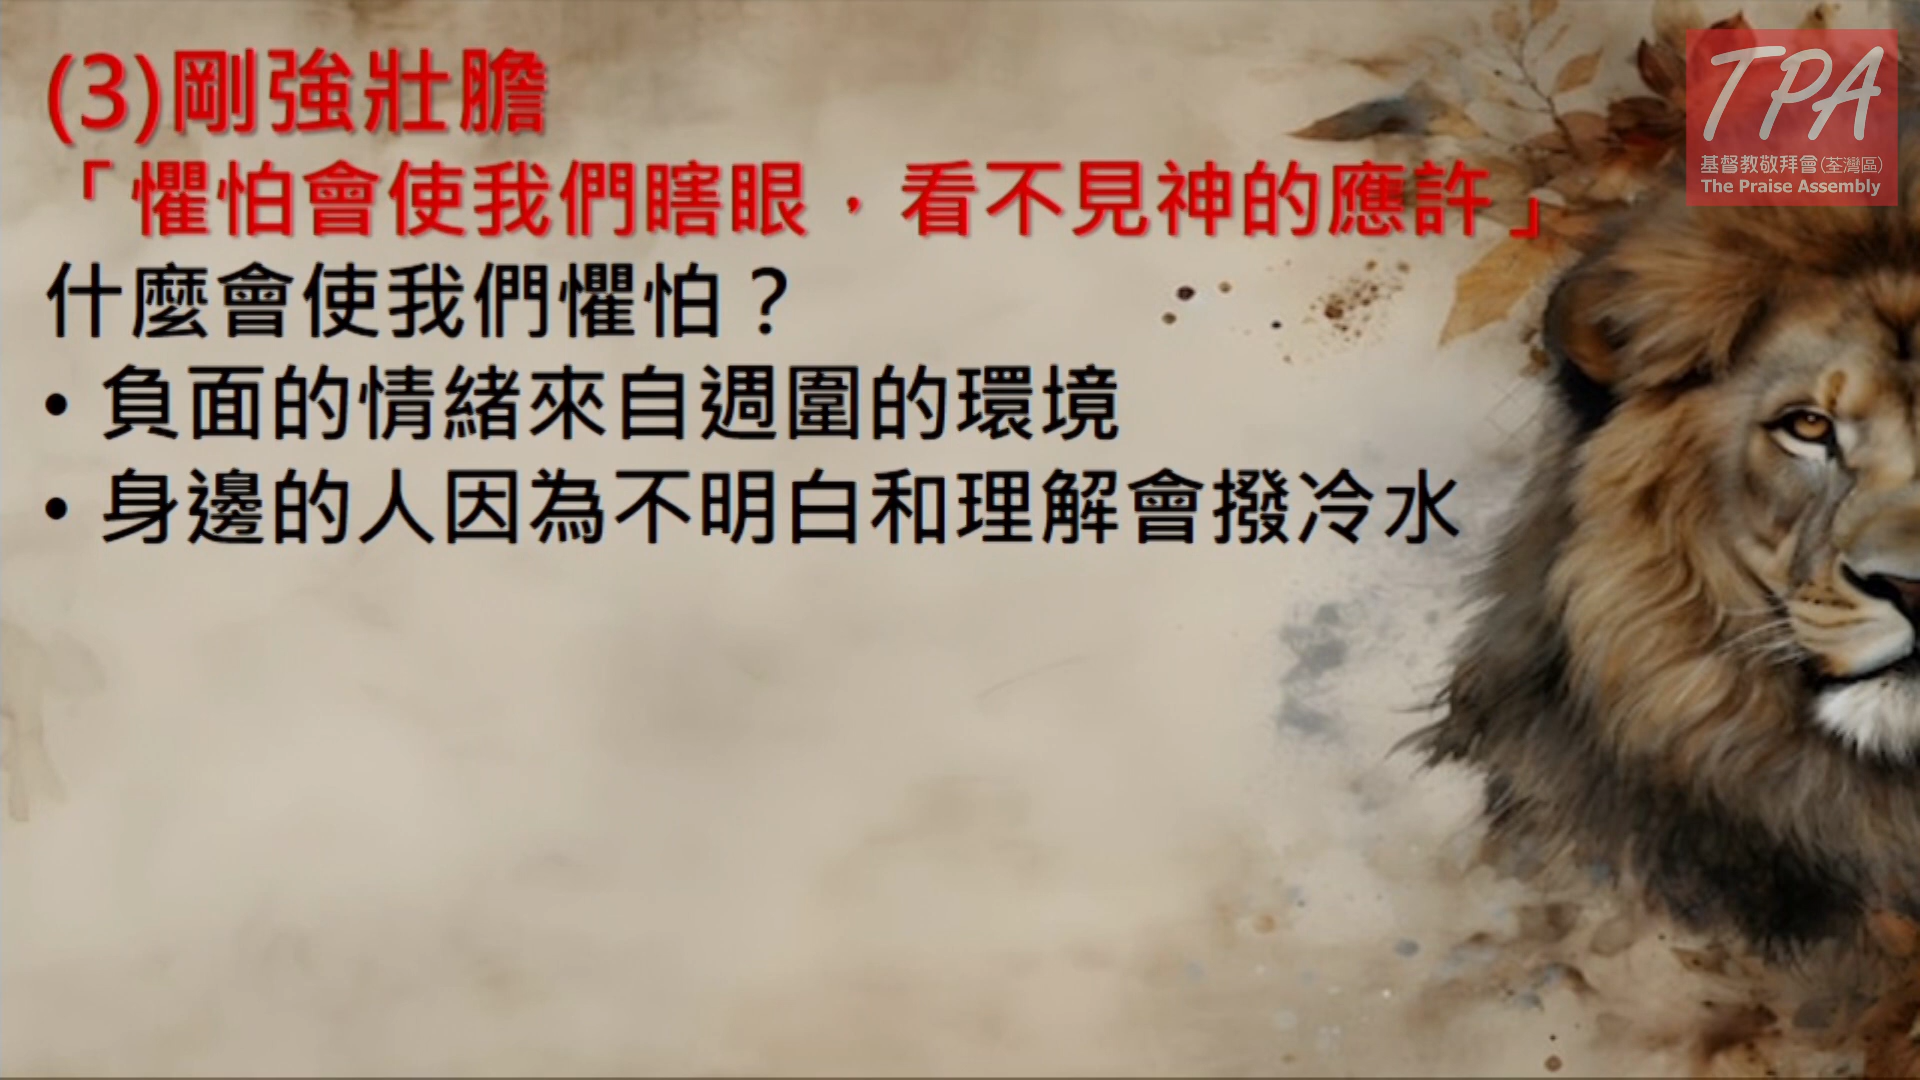 (3)剛強壯膽
「懼怕會使我們瞎眼，看不見神的應許」
什麼會使我們懼怕？
• 負面的情緒來自週圍的環境
• 身邊的人因為不明白和理解會撥冷水
TPA
基督教敬拜會(荃灣區)
The Praise Assembly